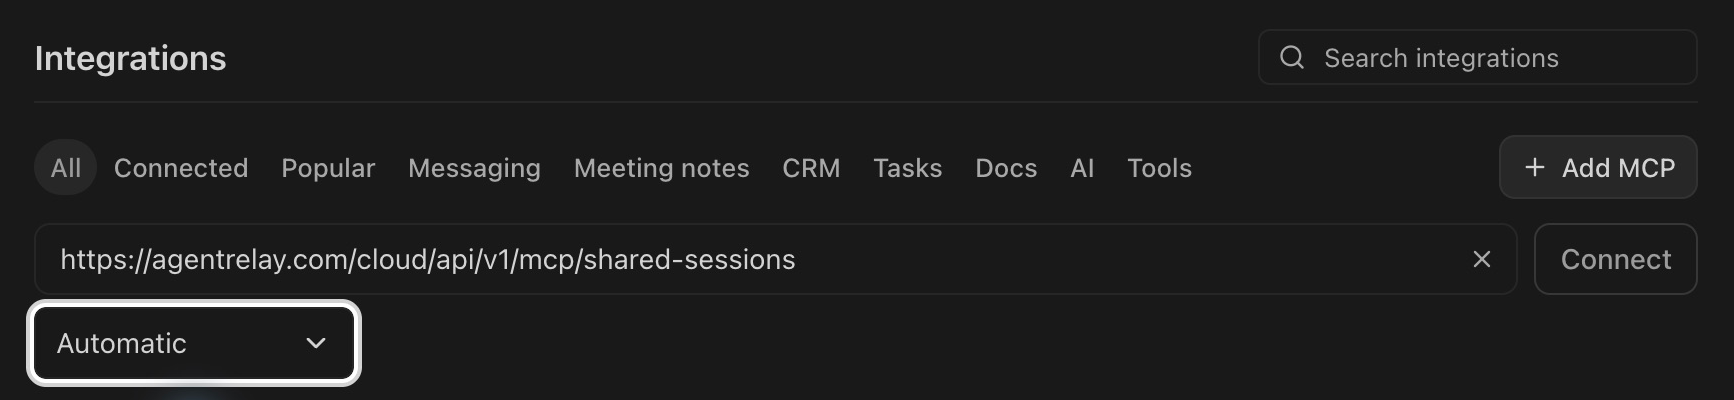 Integrations
Search integrations
All Connected Popular Messaging Meeting notes CRM Tasks Docs AI Tools
+ Add MCP
https://agentrelay.com/cloud/api/v1/mcp/shared-sessions
Connect
Automatic